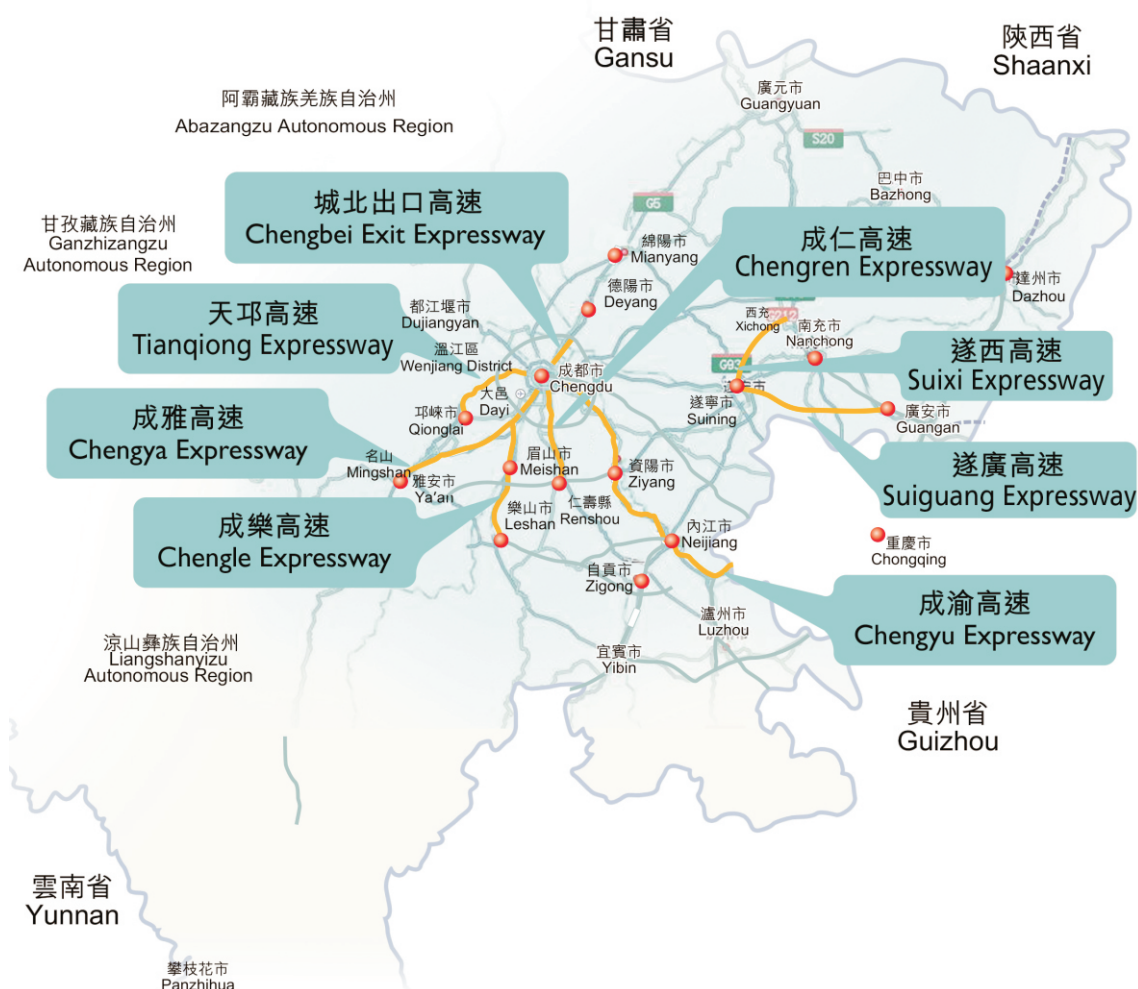 甘肅省
Gansu
陝西省
Shaanxi
廣元市
Guangyuan
阿霸藏族羌族自治州
Abazangzu Autonomous Region
S20
巴中市
Bazhong
城北出口高速
Chengbei Exit Expressway
G5
甘孜藏族自治州
Ganzhizangzu
Autonomous Region
綿陽市
Mianyang
成仁高速
Chengren Expressway
達州市
Dazhou
德陽市
Deyang
天邛高速
Tianqiong Expressway
都江堰市
Dujiangyan
西充
Xichong
G212
南充市
Nanchong
溫江區
Wenjiang District
成都市
Chengdu
G93
遂西高速
Suixi Expressway
大邑
Dayi
邛崍市
Qionglai
遂寧市
Suining
廣安市
Guangan
成雅高速
Chengya Expressway
名山
Mingshan
雅安市
Ya'an
眉山市
Meishan
資陽市
Ziyang
遂廣高速
Suiguang Expressway
成樂高速
Chengle Expressway
樂山市
Leshan
仁壽縣
Renshou
內江市
Neijiang
重慶市
Chongqing
自貢市
Zigong
成渝高速
Chengyu Expressway
瀘州市
Luzhou
涼山彝族自治州
Liangshanyizu
Autonomous Region
宜賓市
Yibin
貴州省
Guizhou
雲南省
Yunnan
攀枝花市
Panzhihua